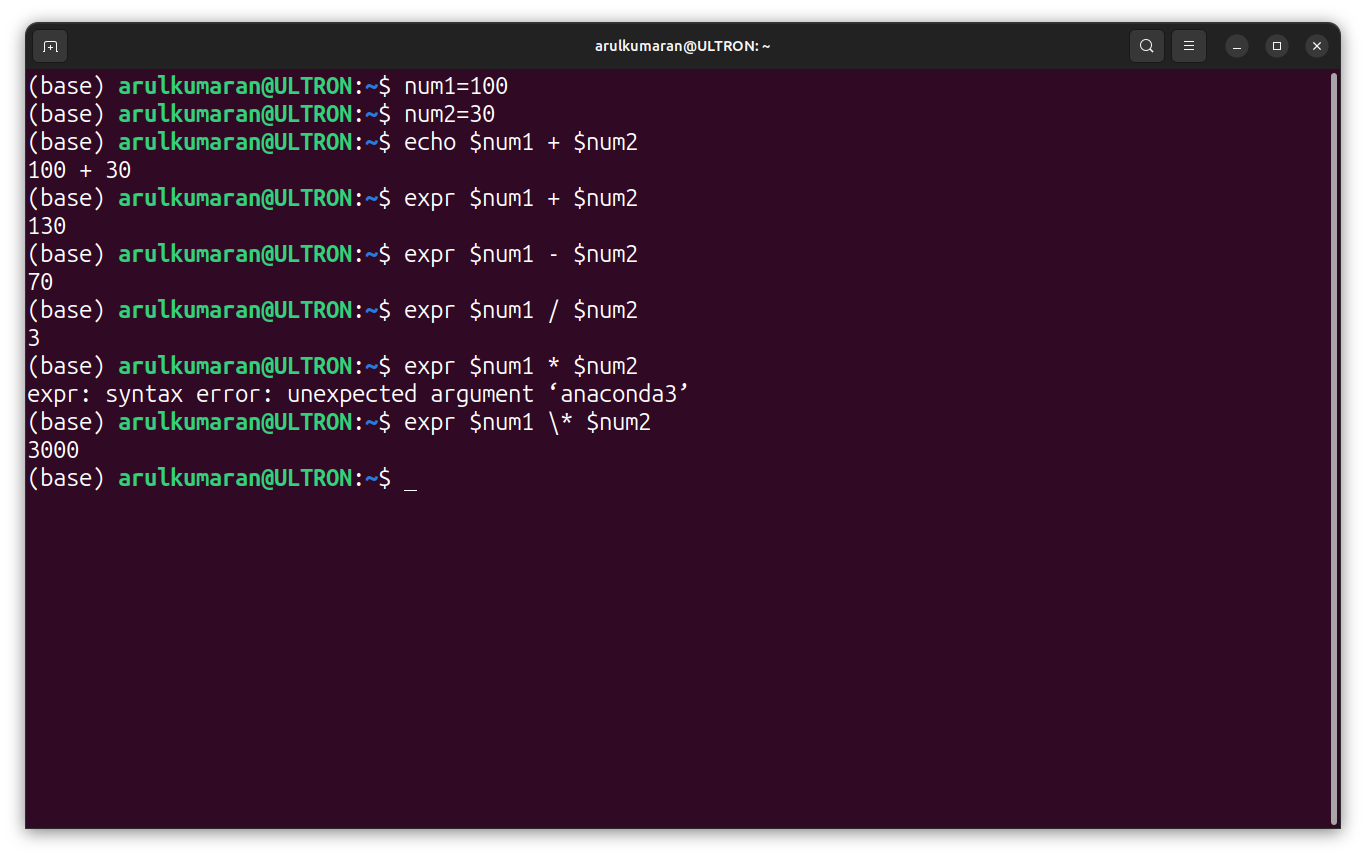 arulkumaran@ULTRON: ~
(base) arulkumaran@ULTRON:~$ num1=100
(base) arulkumaran@ULTRON:~$ num2=30
(base) arulkumaran@ULTRON:~$ echo $num1 + $num2
100 + 30
(base) arulkumaran@ULTRON:~$ expr $num1 + $num2
130
(base) arulkumaran@ULTRON:~$ expr $num1 - $num2
70
(base) arulkumaran@ULTRON:~$ expr $num1 / $num2
3
(base) arulkumaran@ULTRON:~$ expr $num1 * $num2
expr: syntax error: unexpected argument ‘anaconda3’
(base) arulkumaran@ULTRON:~$ expr $num1 \* $num2
3000
(base) arulkumaran@ULTRON:~$ _